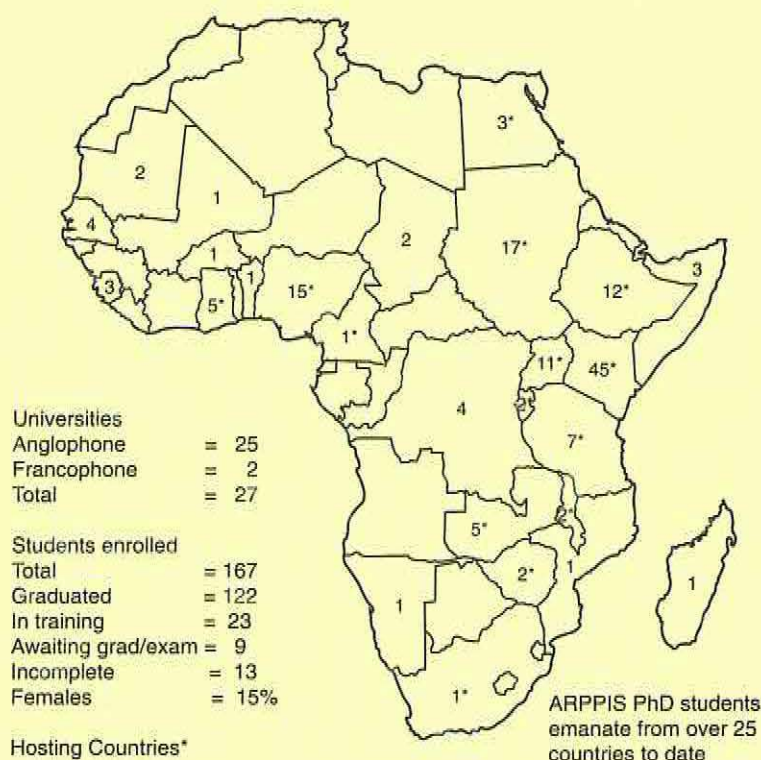 3*
2
1
4
2
17*
1
3
12*
3
1
15*
5*
1*
11*
45*
4
2*
7*
Universities
Anglophone = 25
Francophone = 2
Total = 27
5*
2*
2*
1
1
1
Students enrolled
Total = 167
Graduated = 122
In training = 23
Awaiting grad/exam = 9
Incomplete = 13
Females = 15%
1*
ARPPIS PhD students
emanate from over 25
countries to date
Hosting Countries*